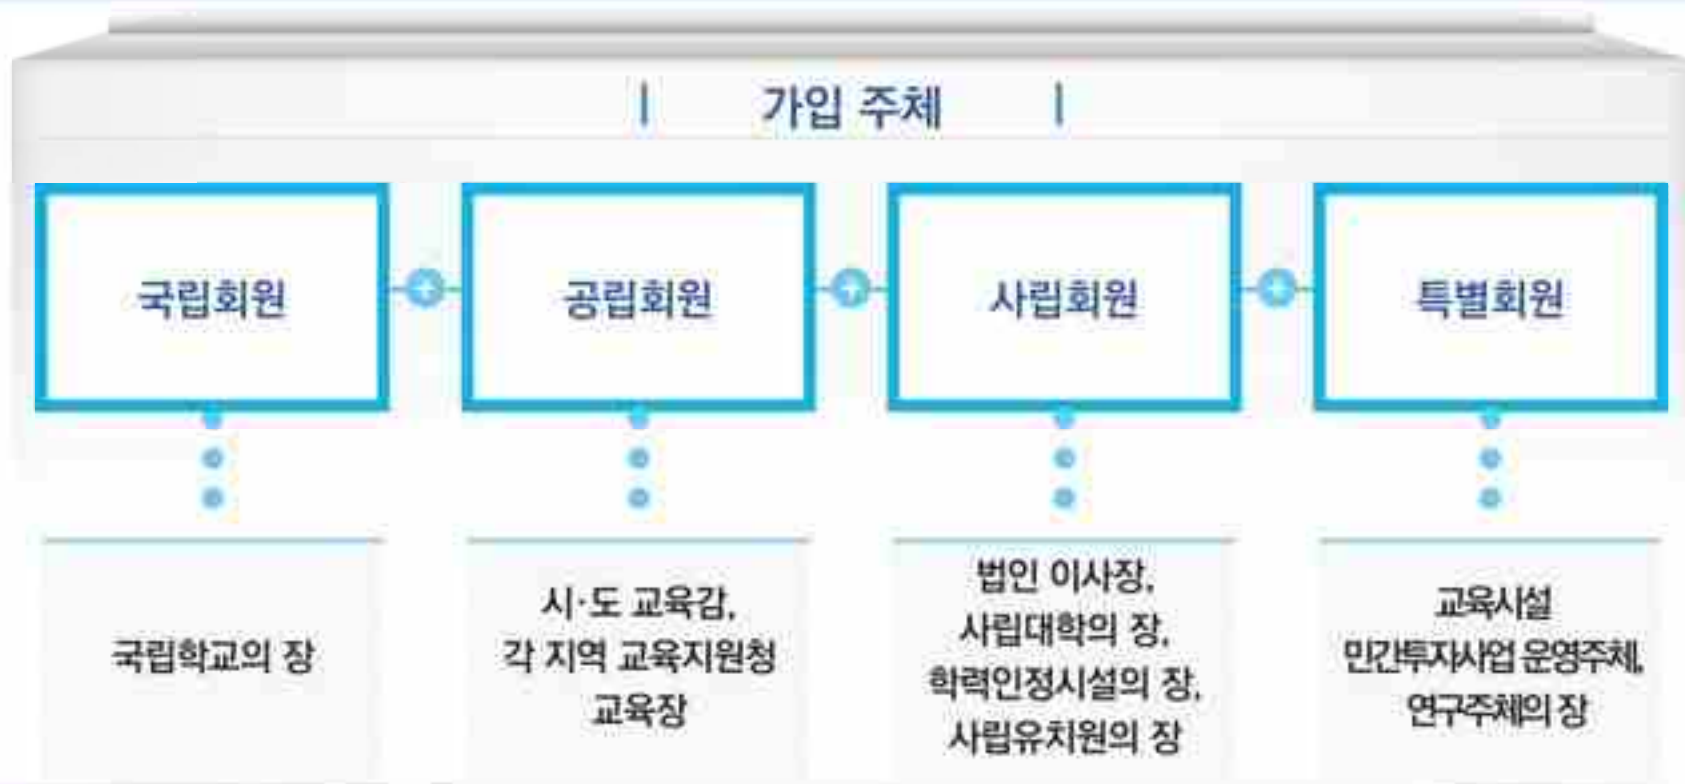 가입 주체
국립회원
공립회원
사립회원
특별회원
국립학교의 장
시·도 교육감,
각 지역 교육지원청
교육장
법인 이사장,
사립대학의 장,
학력인정시설의 장,
사립유치원의 장
교육시설
민간투자사업 운영주체,
연구주체의 장